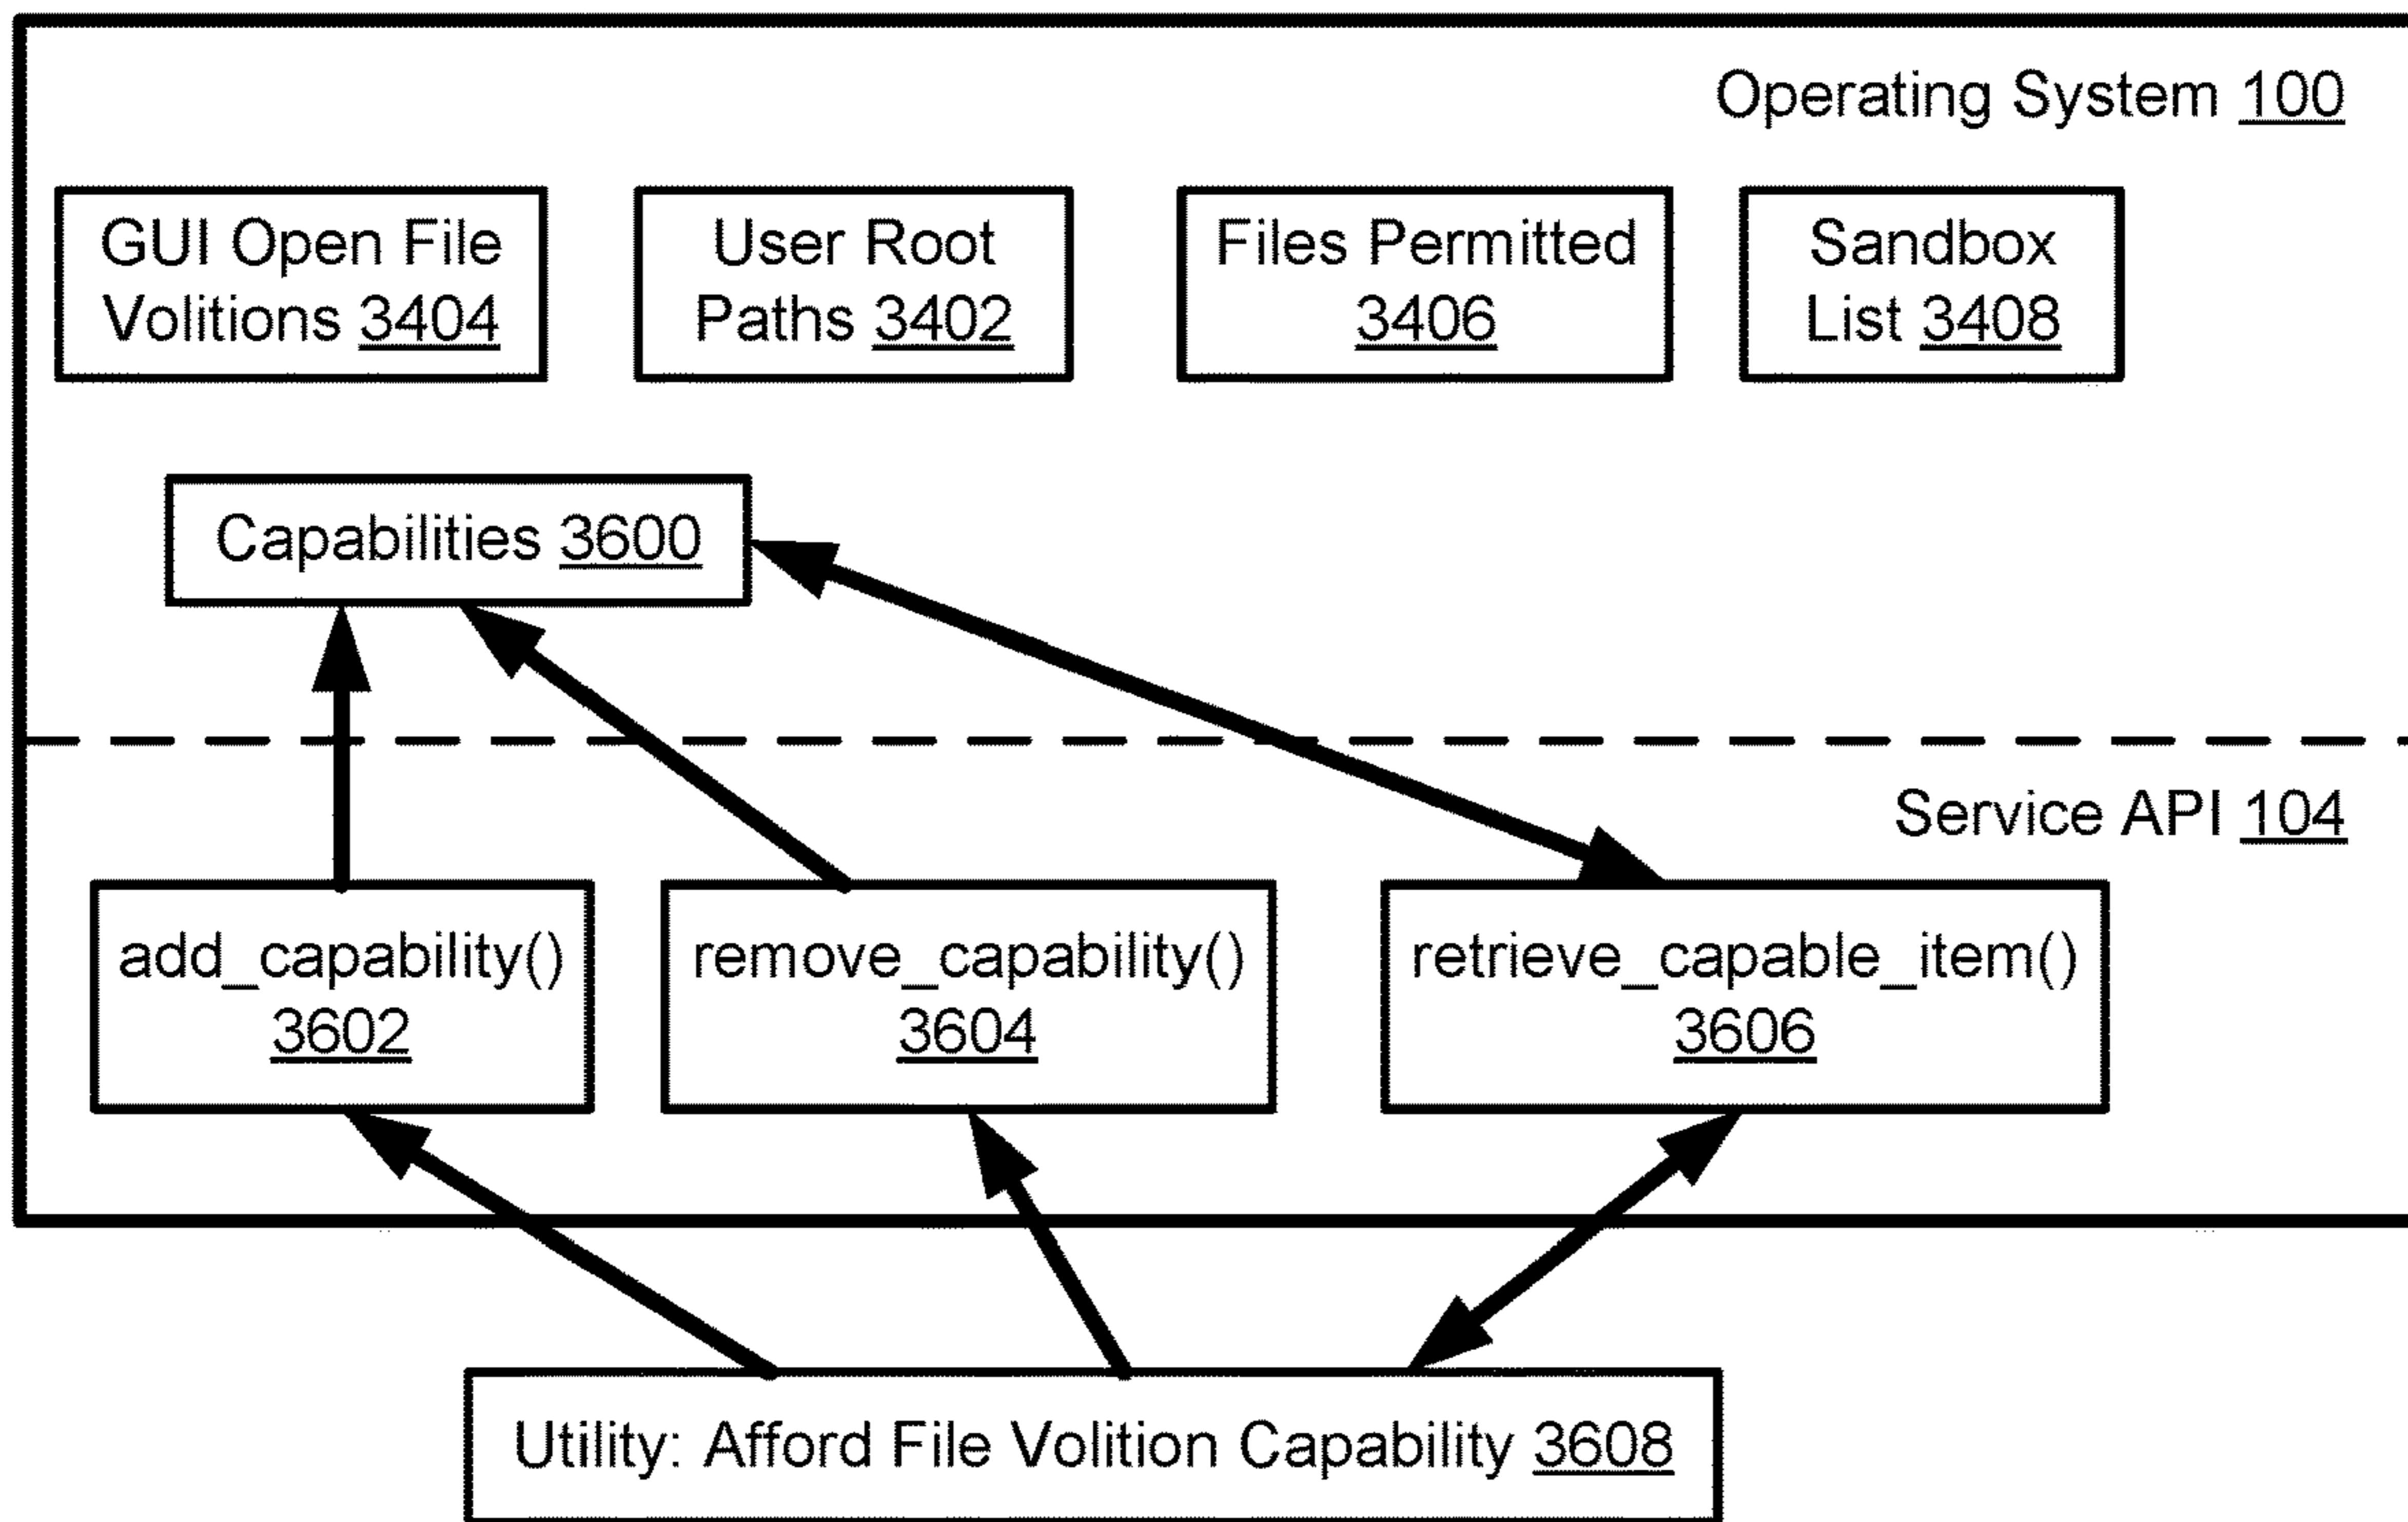 Operating System 100
GUI Open File
Volitions 3404
User Root
Paths 3402
Files Permitted
3406
Sandbox
List 3408
Capabilities 3600
Service API 104
add_capability()
3602
remove_capability()
3604
retrieve_capable_item()
3606
Utility: Afford File Volition Capability 3608